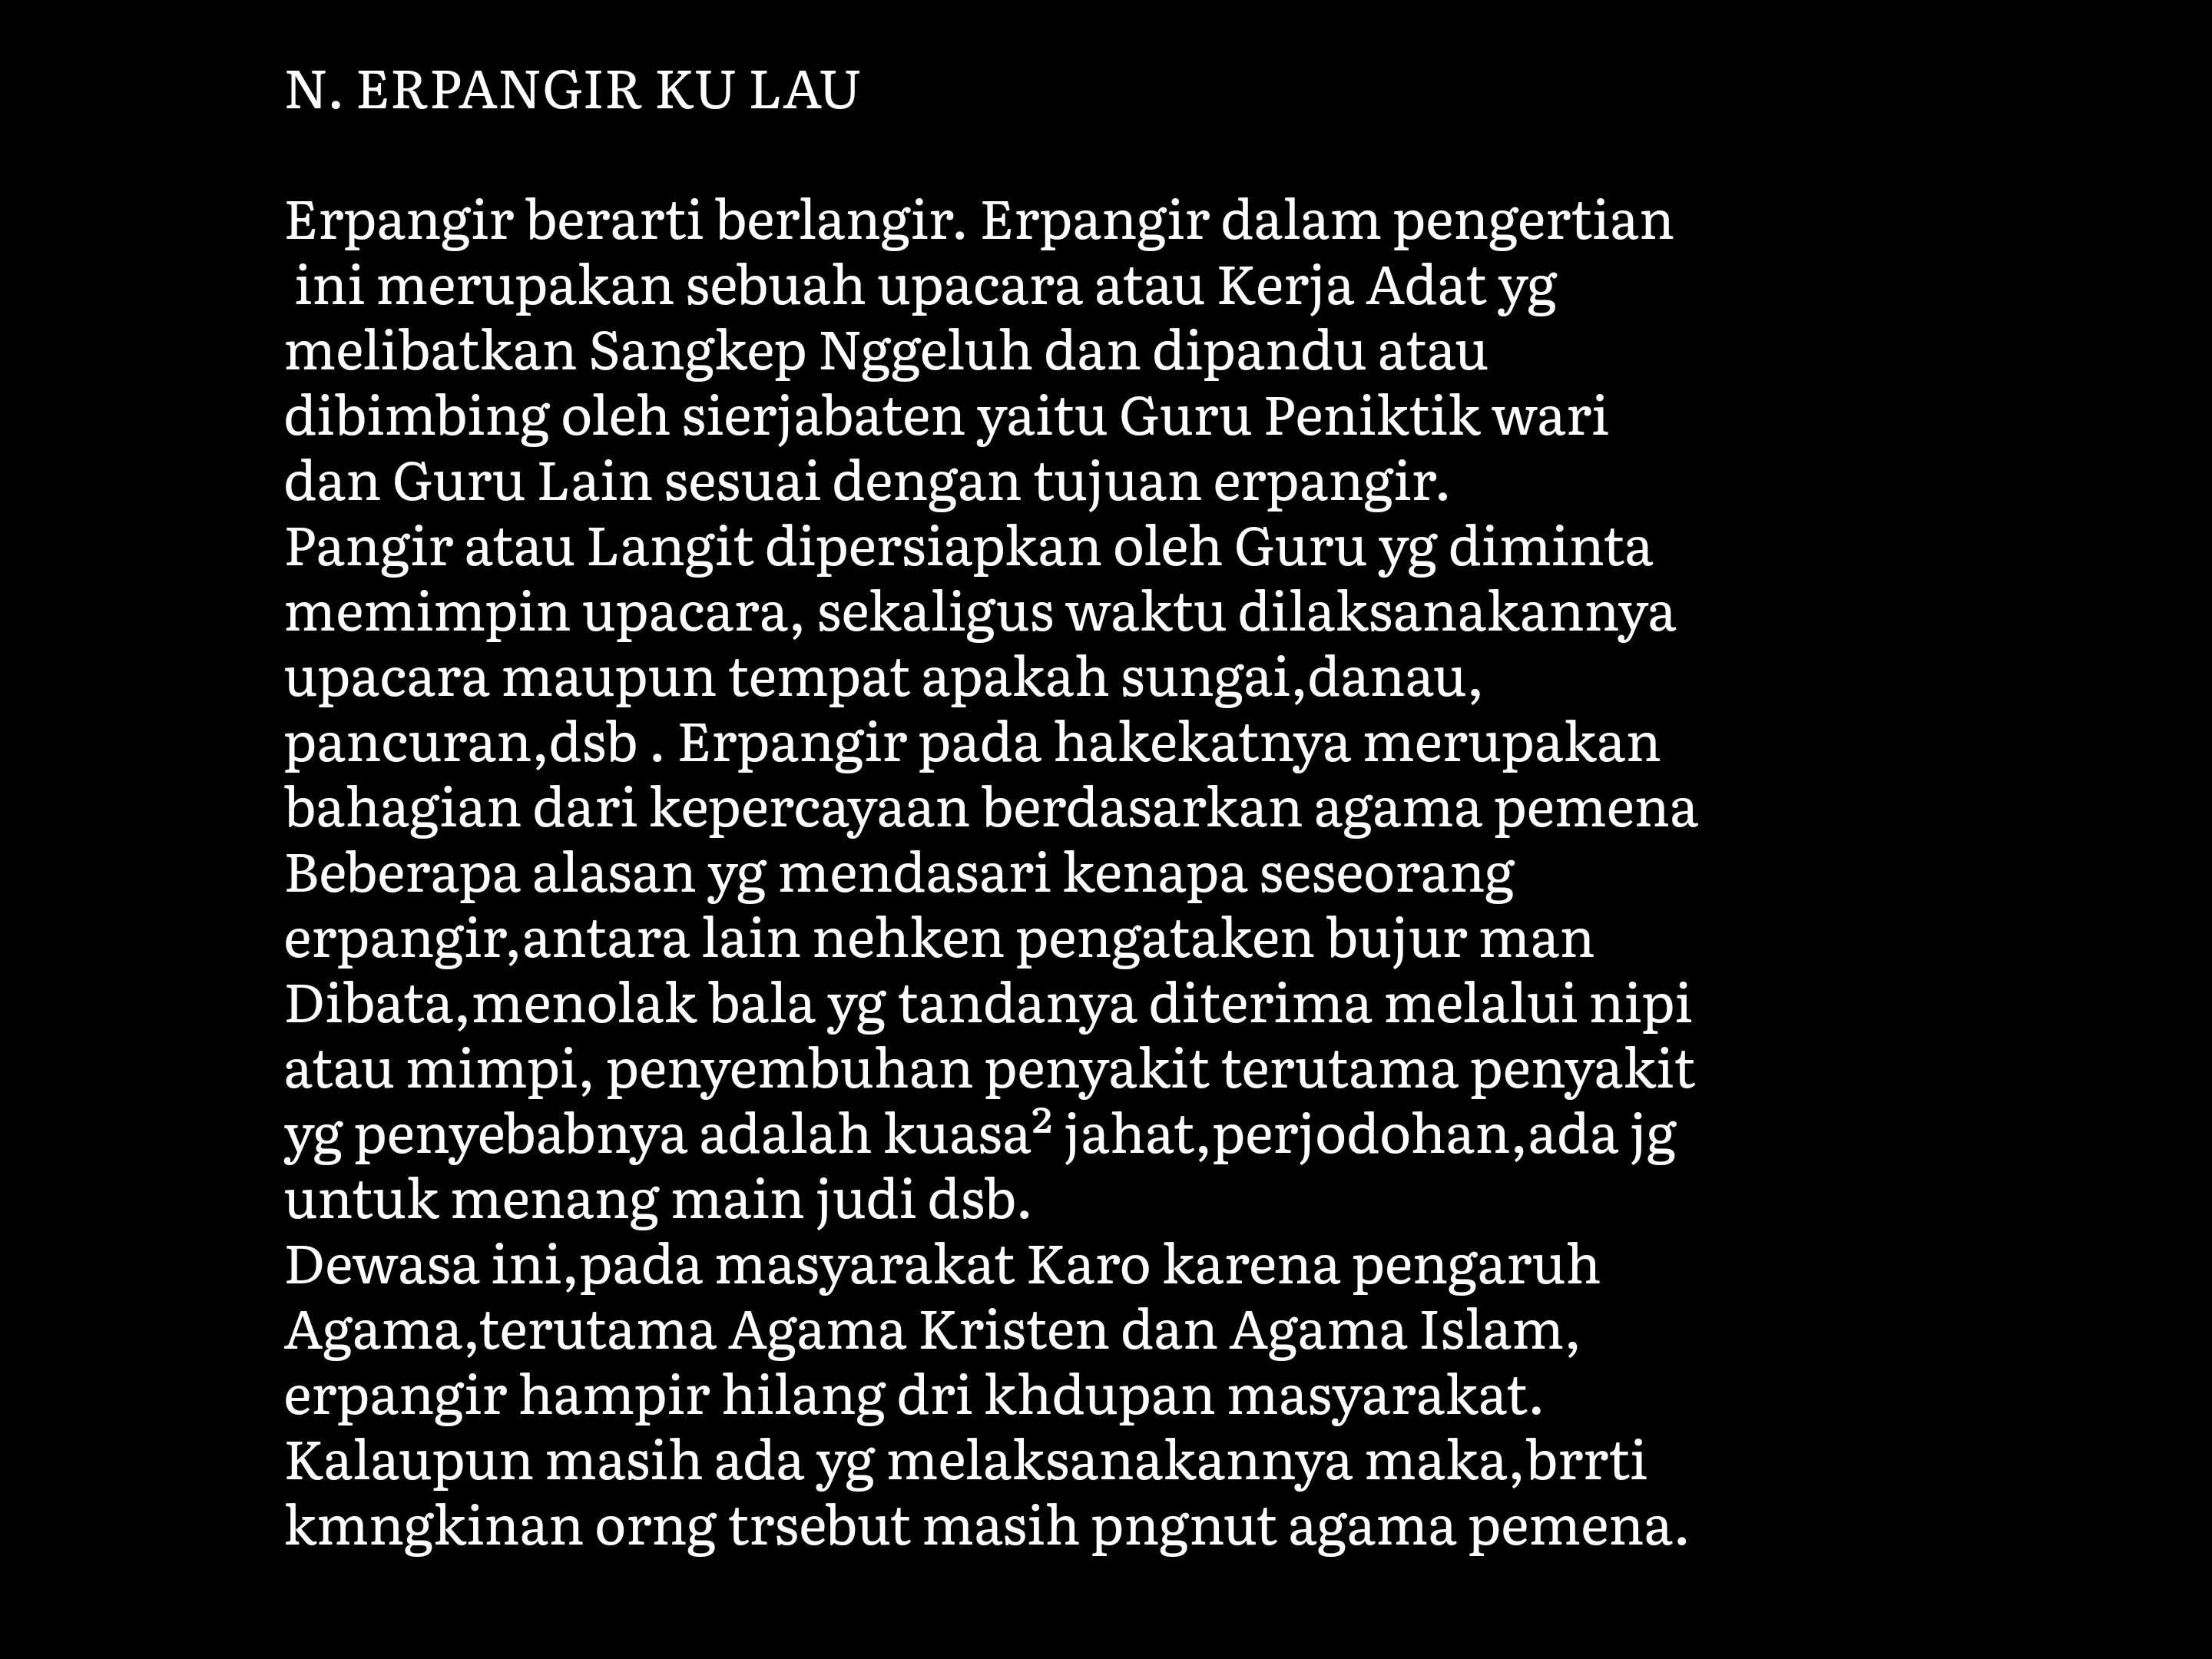 N. ERPANGIR KU LAU
Erpangir berarti berlangir. Erpangir dalam pengertian
ini merupakan sebuah upacara atau Kerja Adat yg
melibatkan Sangkep Nggeluh dan dipandu atau
dibimbing oleh sierjabaten yaitu Guru Peniktik wari
dan Guru Lain sesuai dengan tujuan erpangir.
Pangir atau Langit dipersiapkan oleh Guru yg diminta
memimpin upacara, sekaligus waktu dilaksanakannya
upacara maupun tempat apakah sungai,danau,
pancuran,dsb . Erpangir pada hakekatnya merupakan
bahagian dari kepercayaan berdasarkan agama pemena
Beberapa alasan yg mendasari kenapa seseorang
erpangir,antara lain nehken pengataken bujur man
Dibata,menolak bala yg tandanya diterima melalui nipi
atau mimpi, penyembuhan penyakit terutama penyakit
yg penyebabnya adalah kuasa² jahat,perjodohan,ada jg
untuk menang main judi dsb.
Dewasa ini,pada masyarakat Karo karena pengaruh
Agama,terutama Agama Kristen dan Agama Islam,
erpangir hampir hilang dri khdupan masyarakat.
Kalaupun masih ada yg melaksanakannya maka,brrti
kmngkinan orng trsebut masih pngnut agama pemena.